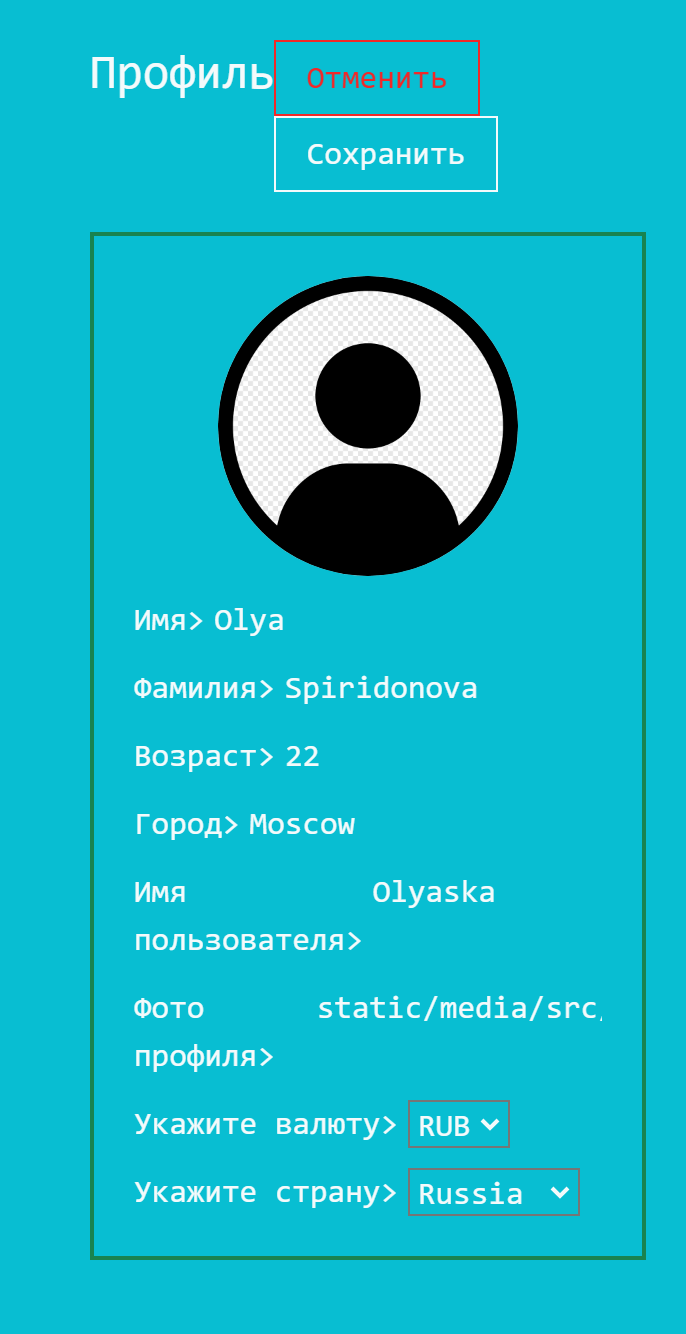 Профиль Отменить
Сохранить
Имя> Olya
Фамилия> Spiridonova
Возраст> 22
Город> Moscow
Имя Olyaska
пользователя>
Фото static/media/src/
профиля>
Укажите валюту> RUB
Укажите страну> Russia